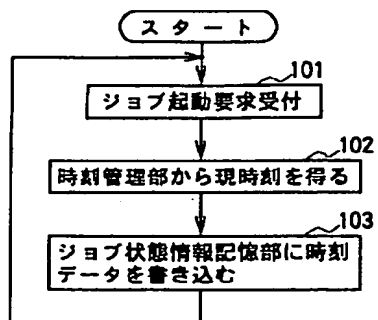 スタート
101
ジョブ起動要求受付
102
時刻管理部から現時刻を得る
103
ジョブ状態情報記憶部に時刻
データを書き込む